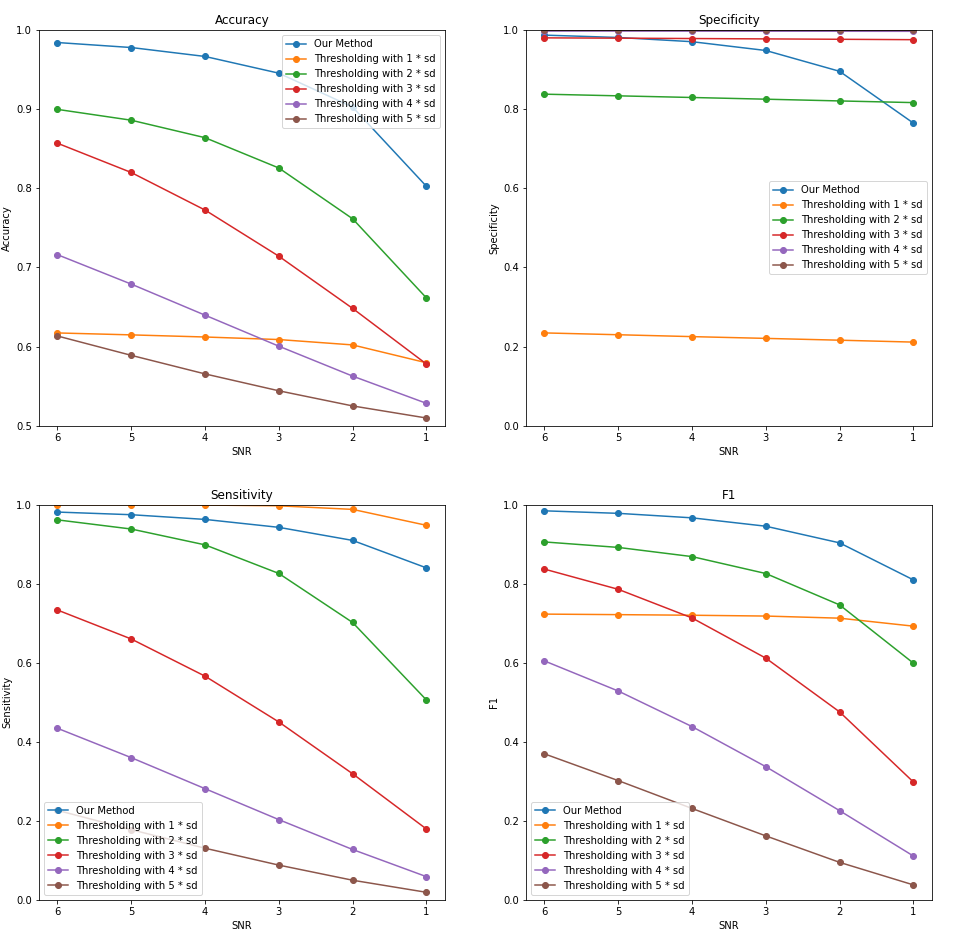 Accuracy
1.0
0.9
0.8
0.7
0.6
0.5
Accuracy
6 5 4 3 2 1
SNR
Our Method
Thresholding with 1 * sd
Thresholding with 2 * sd
Thresholding with 3 * sd
Thresholding with 4 * sd
Thresholding with 5 * sd
Specificity
1.0
0.8
0.6
0.4
0.2
0.0
Specificity
6 5 4 3 2 1
SNR
Our Method
Thresholding with 1 * sd
Thresholding with 2 * sd
Thresholding with 3 * sd
Thresholding with 4 * sd
Thresholding with 5 * sd
Sensitivity
1.0
0.8
0.6
0.4
0.2
0.0
Sensitivity
6 5 4 3 2 1
SNR
Our Method
Thresholding with 1 * sd
Thresholding with 2 * sd
Thresholding with 3 * sd
Thresholding with 4 * sd
Thresholding with 5 * sd
F1
1.0
0.8
0.6
0.4
0.2
0.0
F1
6 5 4 3 2 1
SNR
Our Method
Thresholding with 1 * sd
Thresholding with 2 * sd
Thresholding with 3 * sd
Thresholding with 4 * sd
Thresholding with 5 * sd